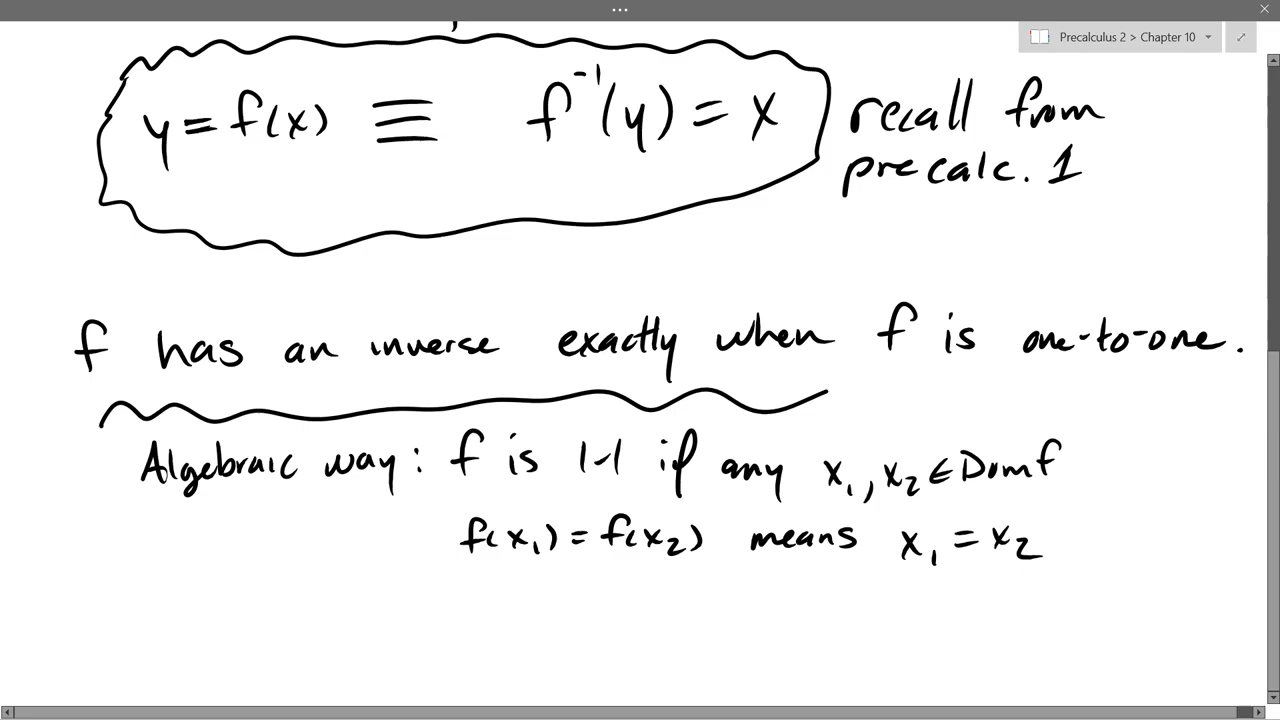 Precalculus 2 > Chapter 10
y = f(x) ≡ f⁻¹(y) = x
recall from
precalc. 1
f has an inverse exactly when f is one-to-one.
Algebraic way: f is 1-1 if any x₁, x₂ ∈ Dom f
f(x₁) = f(x₂) means x₁ = x₂